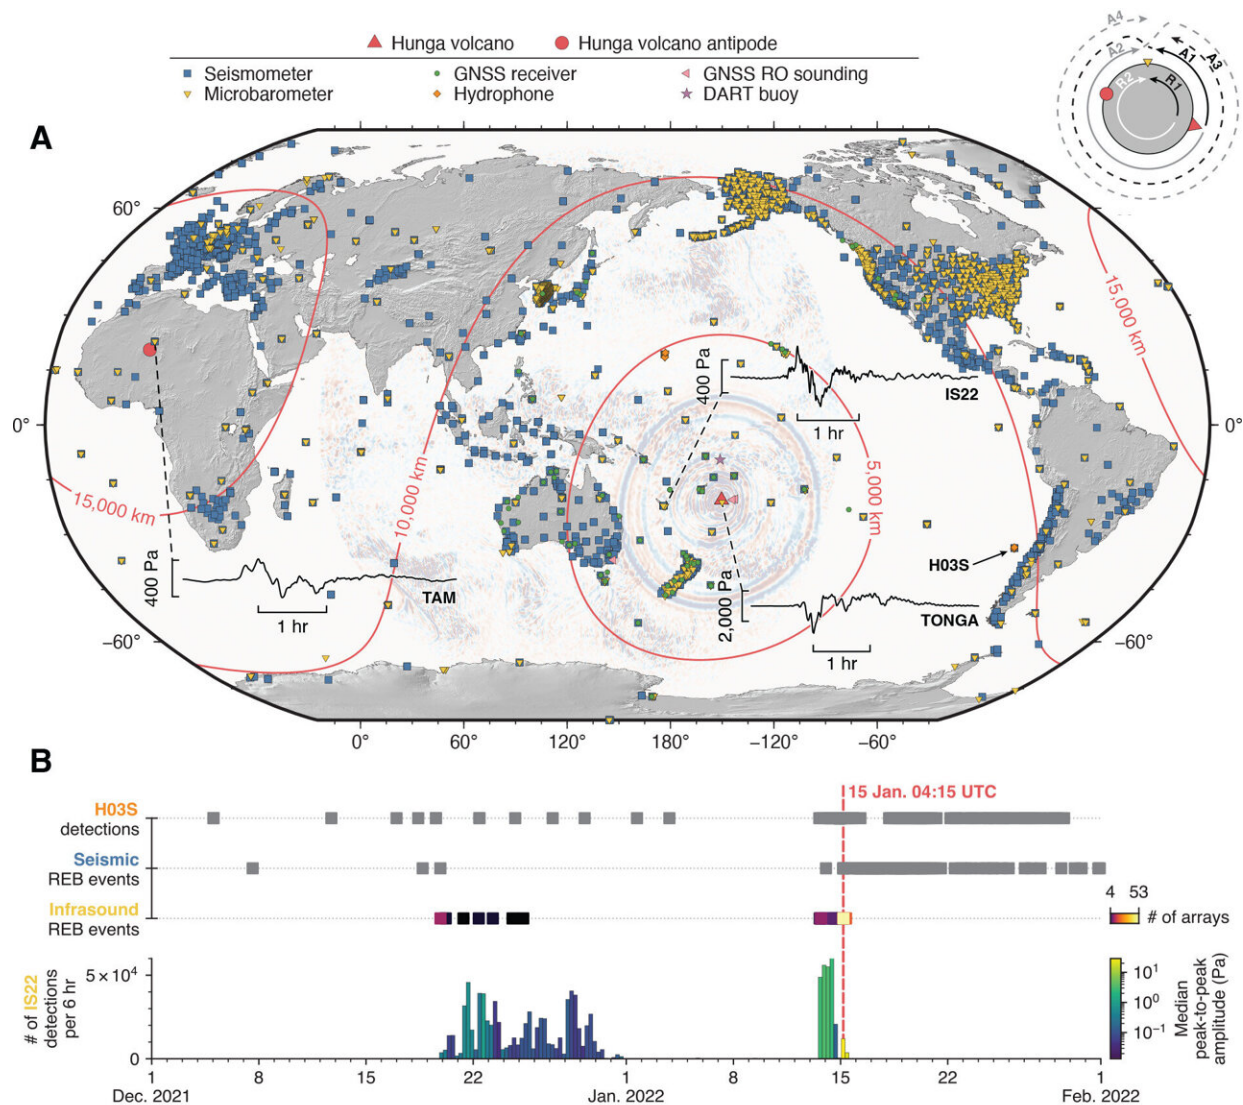 Hunga volcano
Hunga volcano antipode
Seismometer
GNSS receiver
GNSS RO sounding
Microbarometer
Hydrophone
DART buoy
A4
A2
A1
A3
R2
R1
A
60°
0°
−60°
60°
0°
−60°
15,000 km
10,000 km
5,000 km
15,000 km
400 Pa
IS22
1 hr
H03S
400 Pa
TAM
1 hr
2,000 Pa
TONGA
1 hr
0°
60°
120°
180°
−120°
−60°
B
15 Jan. 04:15 UTC
H03S
detections
Seismic
REB events
Infrasound
REB events
4 53
# of arrays
# of IS22
detections
per 6 hr
5 × 10⁴
0
10¹
10⁰
10⁻¹
Median
peak-to-peak
amplitude (Pa)
1 8 15 22 1 8 15 22 1
Dec. 2021 Jan. 2022 Feb. 2022